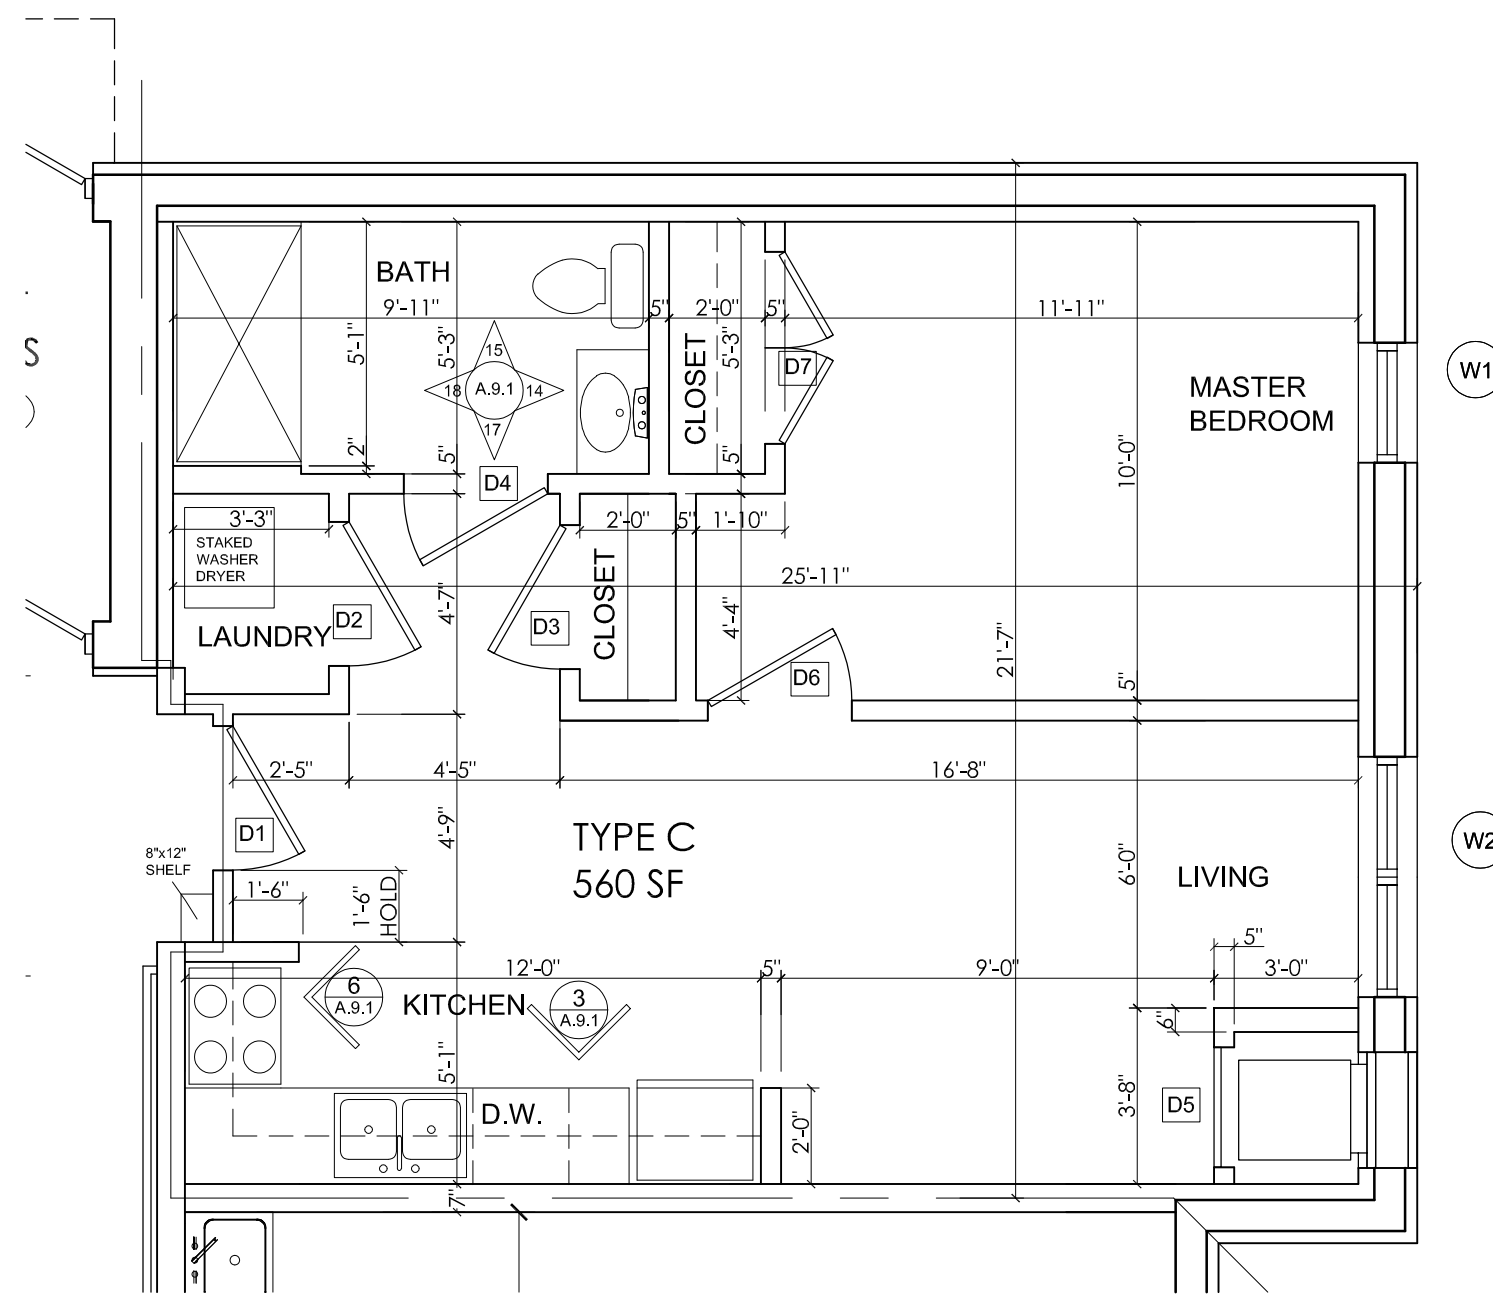 BATH
9'-11"
5"
2'-0"
5"
11'-11"
5'-1"
5'-3"
5'-3"
S
15
18
A.9.1
14
17
CLOSET
D7
W1
MASTER
BEDROOM
2"
5"
5"
D4
10'-0"
3'-3"
2'-0"
5"
1'-10"
STAKED
WASHER
DRYER
25'-11"
4'-7"
CLOSET
4'-4"
D2
D3
LAUNDRY
21'-7"
D6
5"
2'-5"
4'-5"
16'-8"
D1
4'-9"
TYPE C
560 SF
W2
8"x12"
SHELF
1'-6"
1'-6"
HOLD
6'-0"
LIVING
5"
12'-0"
5"
9'-0"
3'-0"
6
A.9.1
KITCHEN
3
A.9.1
6"
5'-1"
D.W.
2'-0"
3'-8"
D5
7"